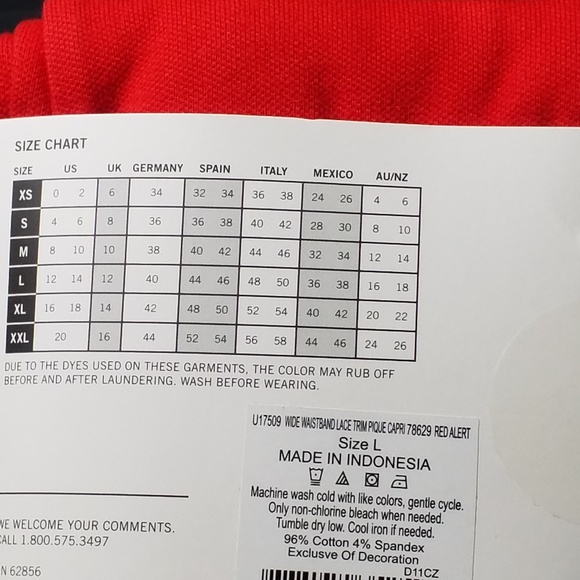 SIZE CHART
SIZE US UK GERMANY SPAIN ITALY MEXICO AU/NZ
XS 0 2 6 34 32 34 36 38 24 26 4 6
S 4 6 8 36 36 38 40 42 28 30 8 10
M 8 10 10 38 40 42 44 46 32 34 12 14
L 12 14 12 40 44 46 48 50 36 38 16 18
XL 16 18 14 42 48 50 52 54 40 42 20 22
XXL 20 16 44 52 54 56 58 44 46 24 26
DUE TO THE DYES USED ON THESE GARMENTS, THE COLOR MAY RUB OFF
BEFORE AND AFTER LAUNDERING. WASH BEFORE WEARING.
U17509 WIDE WAISTBAND LACE TRIM PIQUE CAPRI 78629 RED ALERT
Size L
MADE IN INDONESIA
Machine wash cold with like colors, gentle cycle.
Only non-chlorine bleach when needed.
Tumble dry low. Cool iron if needed.
96% Cotton 4% Spandex
Exclusve Of Decoration
D11CZ
WE WELCOME YOUR COMMENTS.
CALL 1.800.575.3497
N 62856